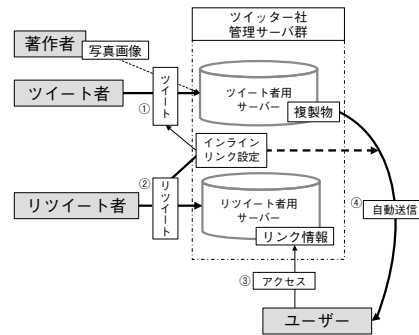 ツイッター社
管理サーバ群
著作者
写真画像
ツイート者
①
ツイート
ツイート者用
サーバー
複製物
インライン
リンク設定
②
リツイート者
リツイート
リツイート者用
サーバー
リンク情報
④
自動送信
③
アクセス
ユーザー